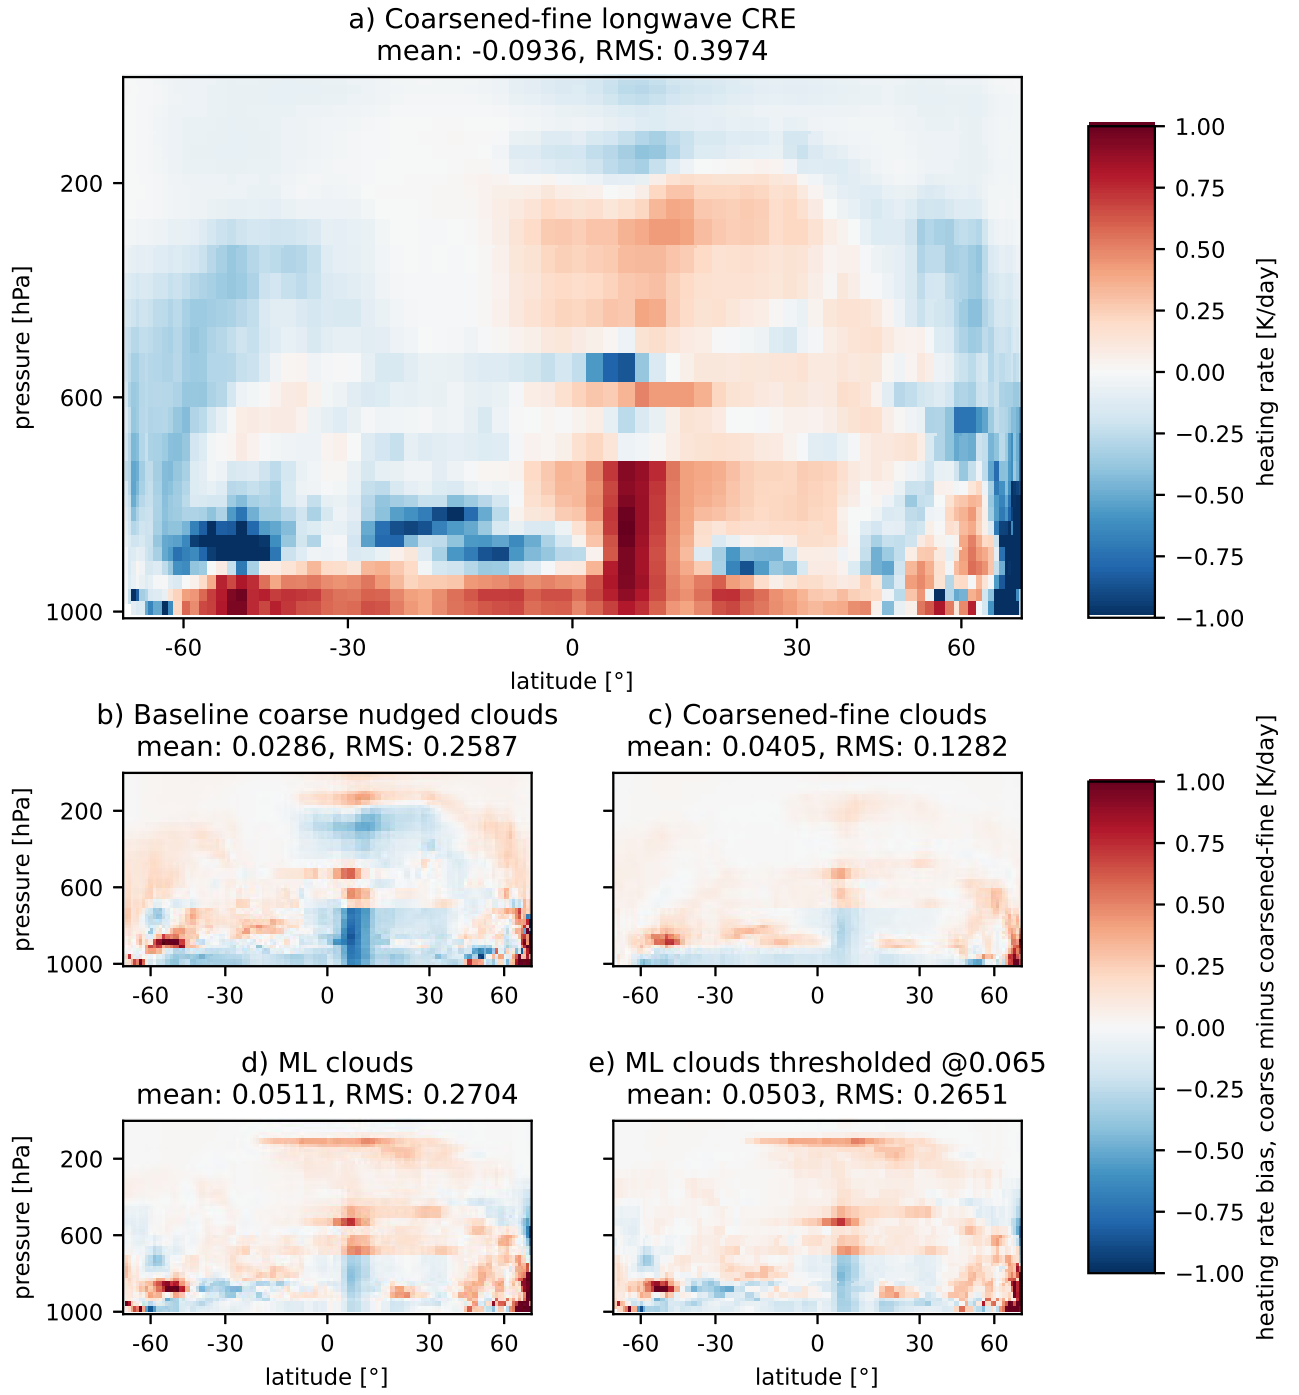 a) Coarsened-fine longwave CRE
mean: -0.0936, RMS: 0.3974
pressure [hPa]
200
600
1000
-60
-30
0
30
60
latitude [°]
1.00
0.75
0.50
0.25
0.00
−0.25
−0.50
−0.75
−1.00
heating rate [K/day]
b) Baseline coarse nudged clouds
mean: 0.0286, RMS: 0.2587
pressure [hPa]
200
600
1000
-60
-30
0
30
60
c) Coarsened-fine clouds
mean: 0.0405, RMS: 0.1282
-60
-30
0
30
60
d) ML clouds
mean: 0.0511, RMS: 0.2704
pressure [hPa]
200
600
1000
-60
-30
0
30
60
latitude [°]
e) ML clouds thresholded @0.065
mean: 0.0503, RMS: 0.2651
-60
-30
0
30
60
latitude [°]
1.00
0.75
0.50
0.25
0.00
−0.25
−0.50
−0.75
−1.00
heating rate bias, coarse minus coarsened-fine [K/day]